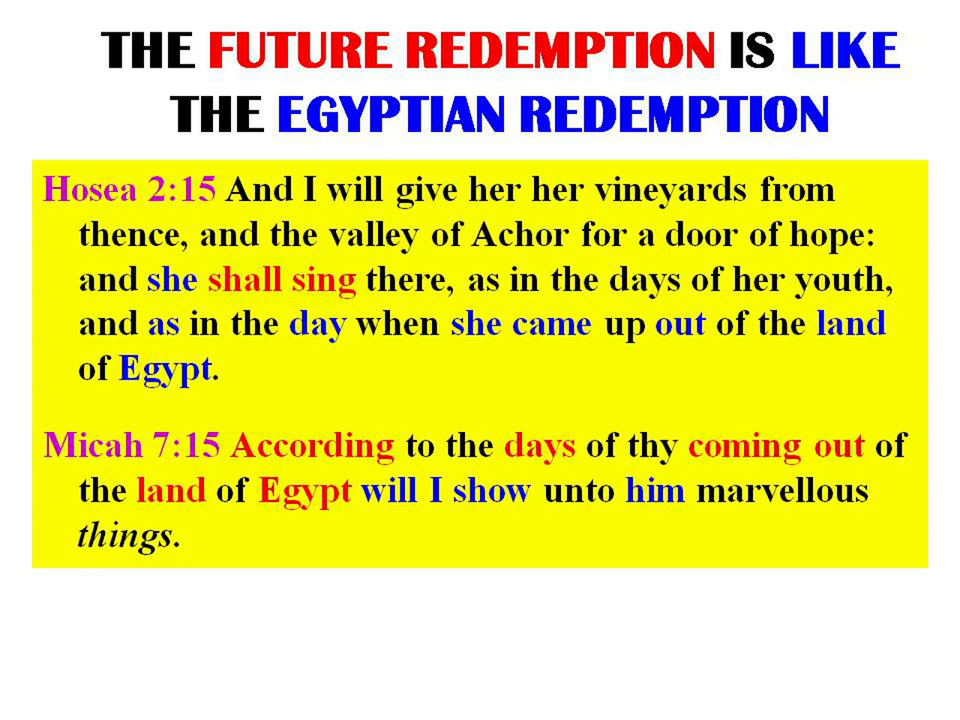 THE FUTURE REDEMPTION IS LIKE
THE EGYPTIAN REDEMPTION
Hosea 2:15 And I will give her her vineyards from
thence, and the valley of Achor for a door of hope:
and she shall sing there, as in the days of her youth,
and as in the day when she came up out of the land
of Egypt.
Micah 7:15 According to the days of thy coming out of
the land of Egypt will I show unto him marvellous
things.